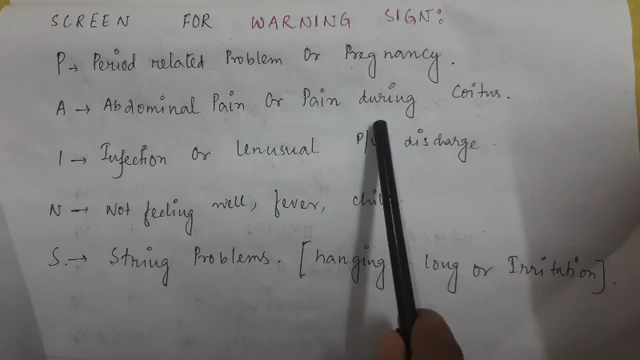 SCREEN FOR WARNING SIGN:
P→ Period related Problem Or Pregnancy.
A → Abdominal Pain Or Pain during Coitus.
I → Infection or Unusual discharge.
N → Not feeling well, fever,
S.→ String Problems. [hanging long or Irritation].